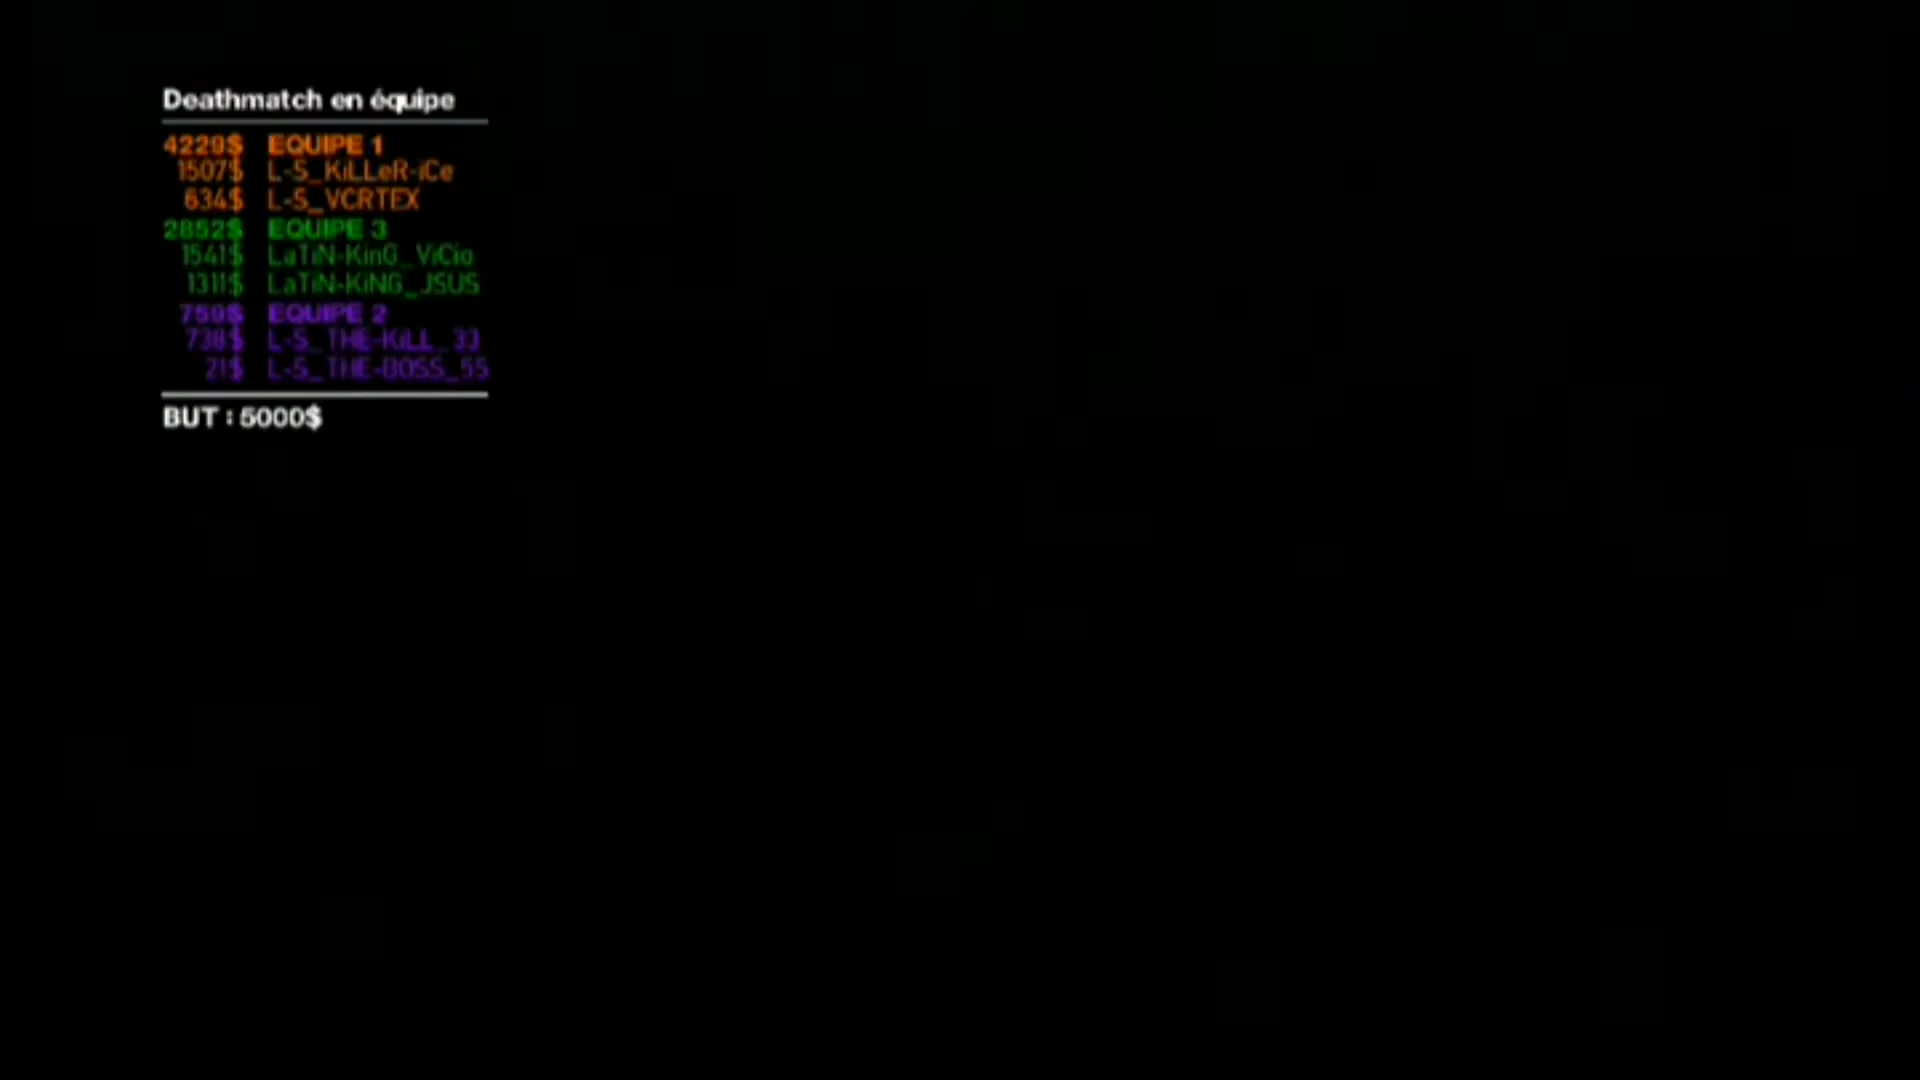 Deathmatch en équipe
4229$ EQUIPE 1
1507$ L-S_KiLLeR-iCe
634$ L-S_VCRTEX
2852$ EQUIPE 3
1541$ LaTiN-KinG_ViCio
1311$ LaTiN-KiNG_JSUS
759$ EQUIPE 2
738$ L-S_THE-KiLL_33
21$ L-S_THE-BOSS_55
BUT : 5000$